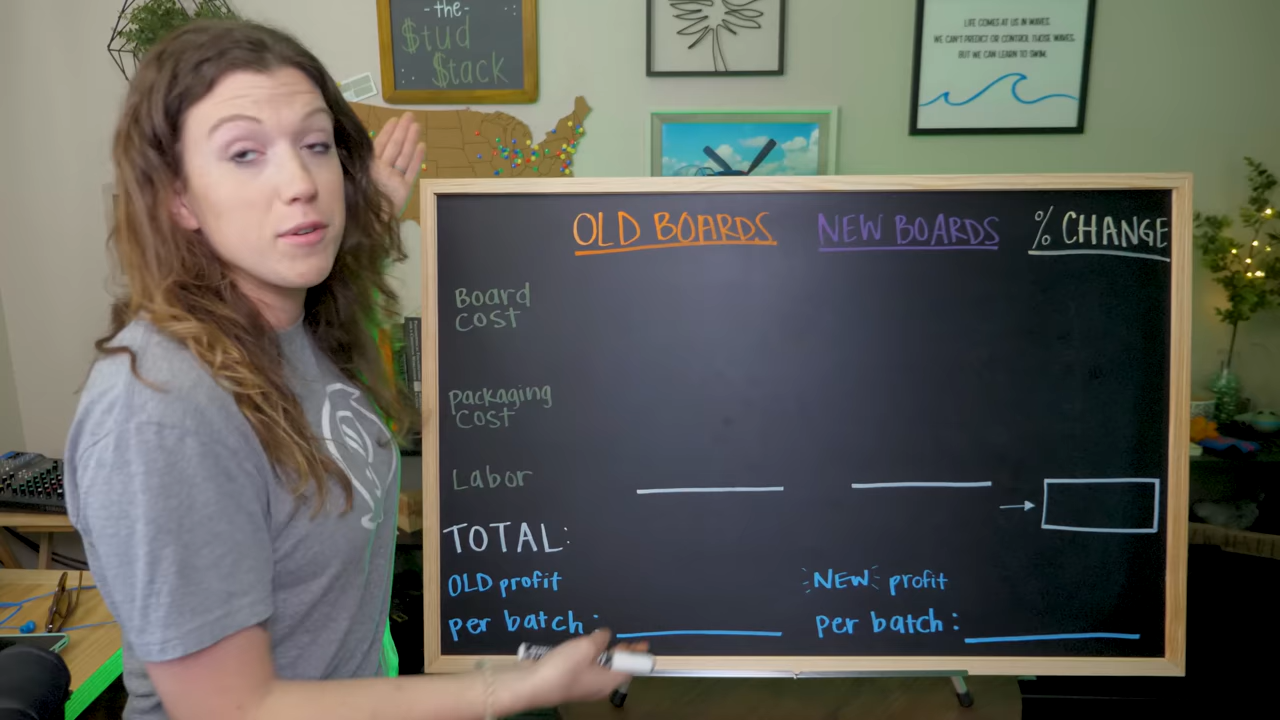 -the-
$tud
$tack
LIFE COMES AT US IN WAVES.
WE CAN'T PREDICT OR CONTROL THOSE WAVES,
BUT WE CAN LEARN TO SWIM.
OLD BOARDS NEW BOARDS % CHANGE
Board
Cost
Packaging
Cost
Labor
TOTAL:
OLD profit
per batch:
NEW profit
per batch: